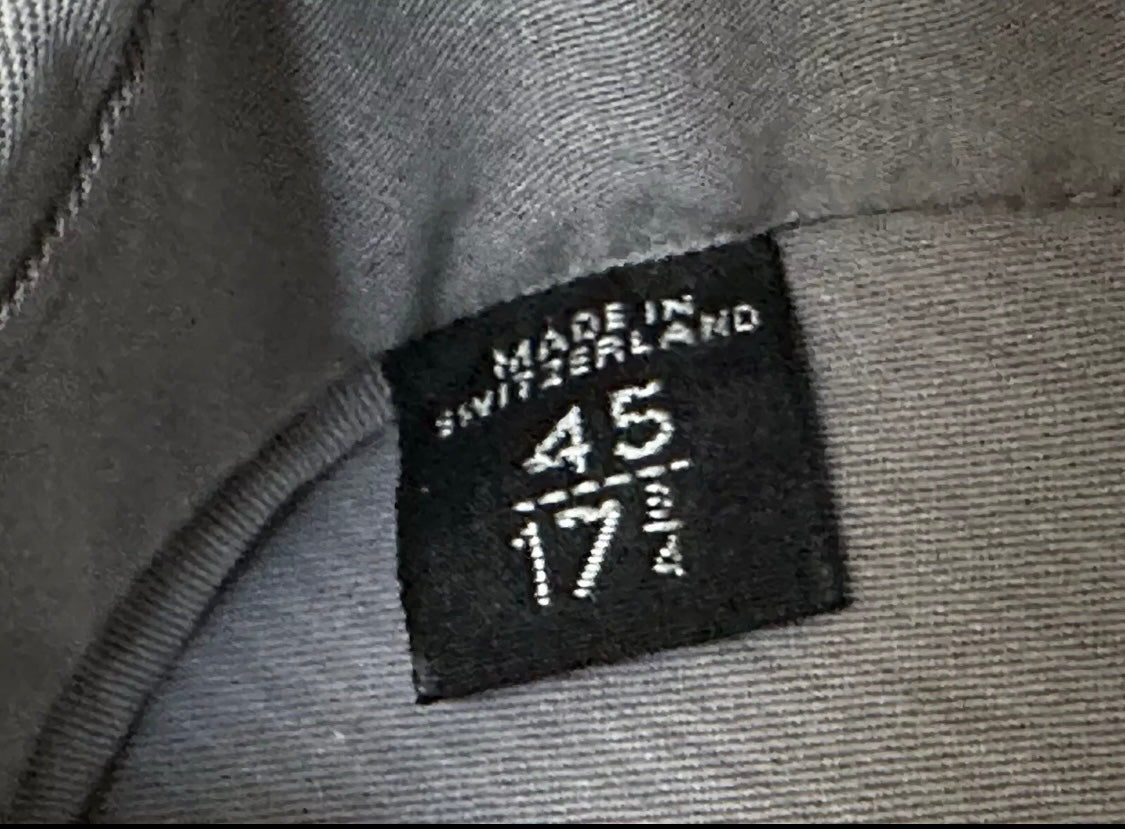 MADE IN
SWITZERLAND
45
17 3/4